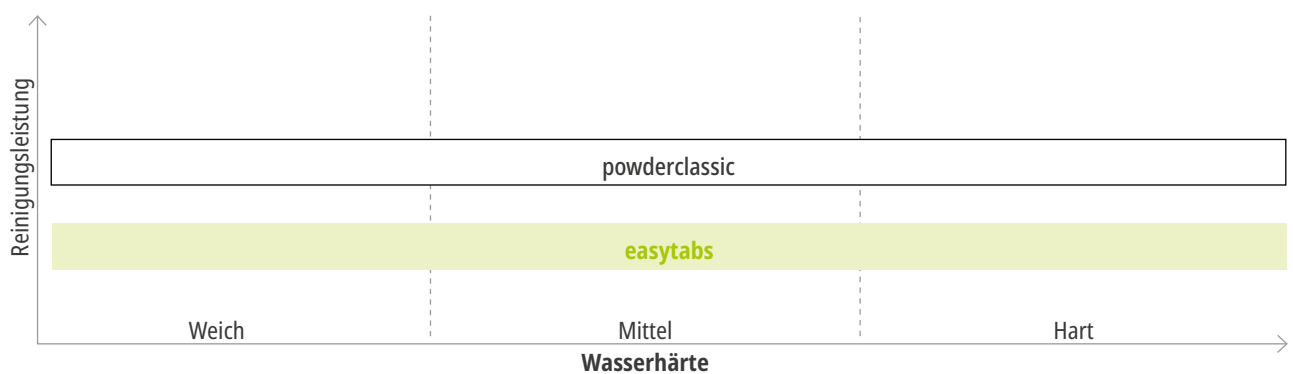 Reinigungsleistung
powderclassic
easytabs
Weich
Mittel
Hart
Wasserhärte